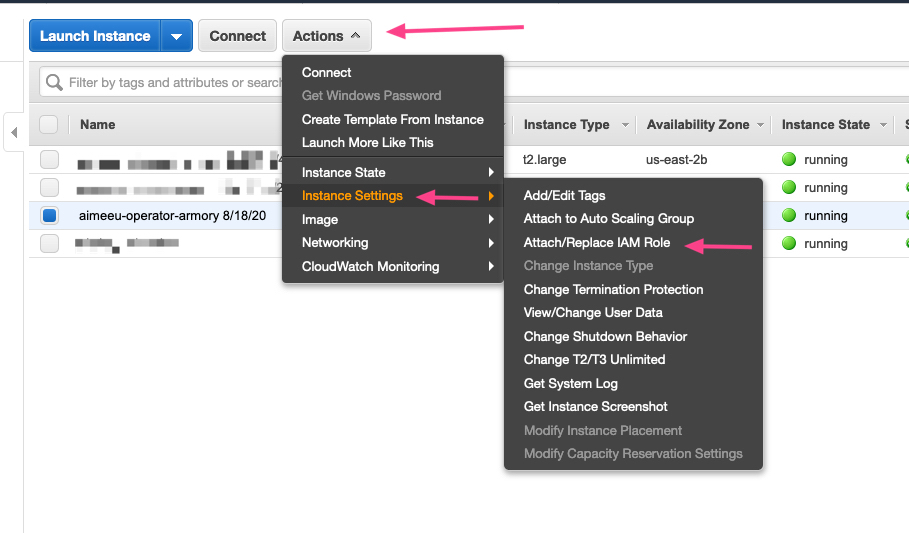 Launch Instance
Connect
Actions
Filter by tags and attributes or searc
Connect
Get Windows Password
Create Template From Instance
Launch More Like This
Instance State
Instance Settings
Image
Networking
CloudWatch Monitoring
Name
Instance Type
Availability Zone
Instance State
t2.large
us-east-2b
running
running
aimeeu-operator-armory 8/18/20
running
running
Add/Edit Tags
Attach to Auto Scaling Group
Attach/Replace IAM Role
Change Instance Type
Change Termination Protection
View/Change User Data
Change Shutdown Behavior
Change T2/T3 Unlimited
Get System Log
Get Instance Screenshot
Modify Instance Placement
Modify Capacity Reservation Settings